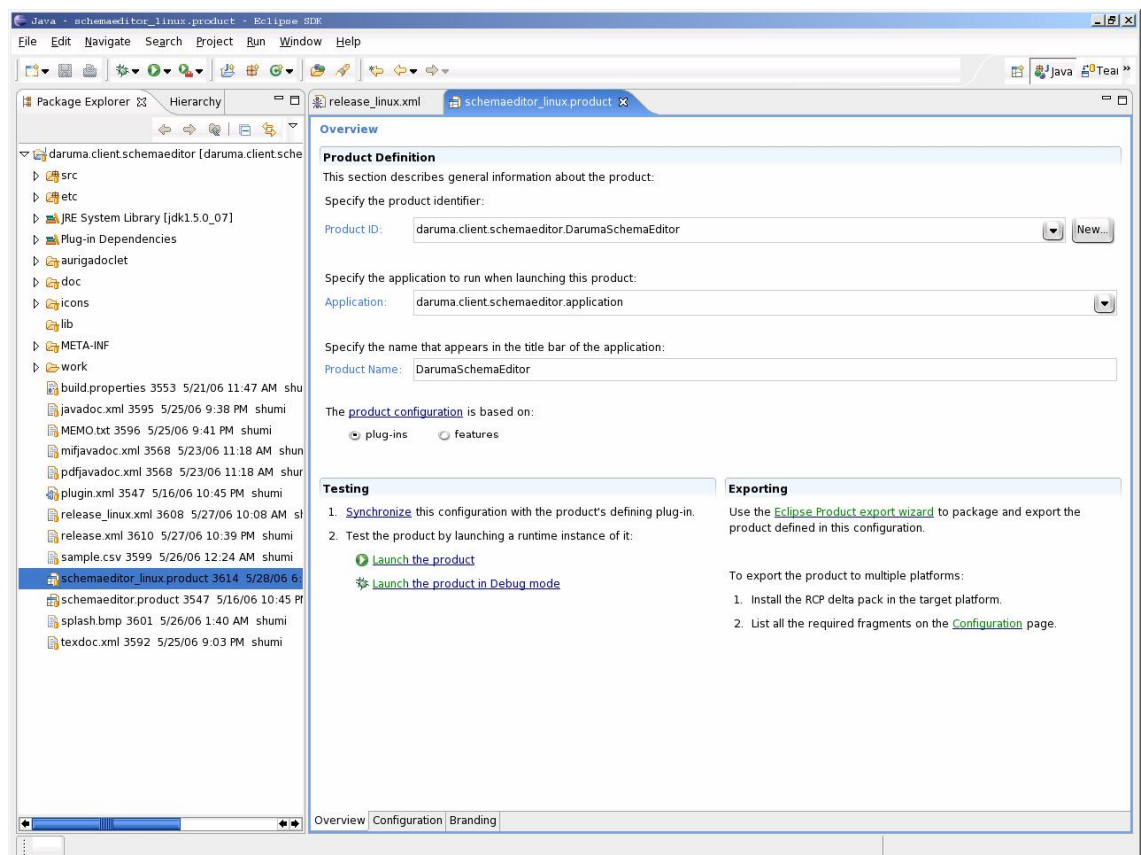 Java - schemaeditor_linux.product - Eclipse SDK
File Edit Navigate Search Project Run Window Help
Java Team
Package Explorer Hierarchy
release_linux.xml schemaeditor_linux.product
daruma.client.schemaeditor [daruma.client.sche
src
etc
JRE System Library [jdk1.5.0_07]
Plug-in Dependencies
aurigadoclet
doc
icons
lib
META-INF
work
build.properties 3553 5/21/06 11:47 AM shu
javadoc.xml 3595 5/25/06 9:38 PM shumi
MEMO.txt 3596 5/25/06 9:41 PM shumi
mifjavadoc.xml 3568 5/23/06 11:18 AM shun
pdfjavadoc.xml 3568 5/23/06 11:18 AM shur
plugin.xml 3547 5/16/06 10:45 PM shumi
release_linux.xml 3608 5/27/06 10:08 AM sh
release.xml 3610 5/27/06 10:39 PM shumi
sample.csv 3599 5/26/06 12:24 AM shumi
schemaeditor_linux.product 3614 5/28/06 6:
schemaeditor.product 3547 5/16/06 10:45 PM
splash.bmp 3601 5/26/06 1:40 AM shumi
texdoc.xml 3592 5/25/06 9:03 PM shumi
Overview
Product Definition
This section describes general information about the product:
Specify the product identifier:
Product ID: daruma.client.schemaeditor.DarumaSchemaEditor New...
Specify the application to run when launching this product:
Application: daruma.client.schemaeditor.application
Specify the name that appears in the title bar of the application:
Product Name: DarumaSchemaEditor
The product configuration is based on:
plug-ins features
Testing
1. Synchronize this configuration with the product's defining plug-in.
2. Test the product by launching a runtime instance of it:
Launch the product
Launch the product in Debug mode
Exporting
Use the Eclipse Product export wizard to package and export the
product defined in this configuration.
To export the product to multiple platforms:
1. Install the RCP delta pack in the target platform.
2. List all the required fragments on the Configuration page.
Overview Configuration Branding